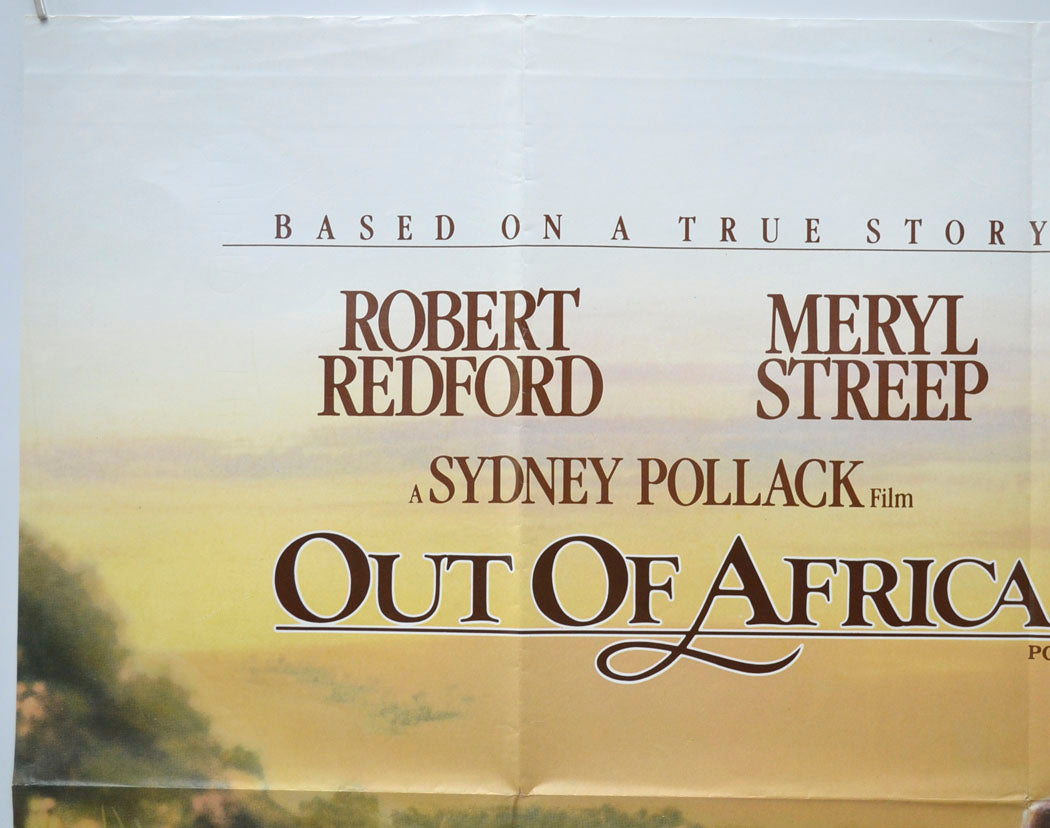 BASED ON A TRUE STORY
ROBERT REDFORD
MERYL STREEP
A SYDNEY POLLACK Film
OUT OF AFRICA